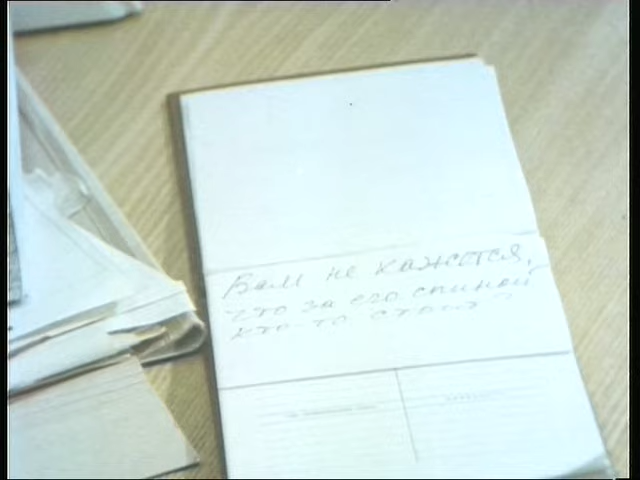 Вам не кажется,
что за его спиной
кто-то стоит?